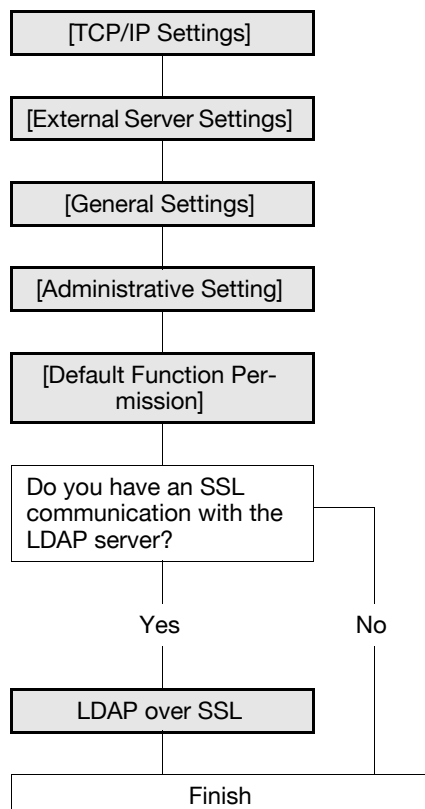 [TCP/IP Settings]
[External Server Settings]
[General Settings]
[Administrative Setting]
[Default Function Per-
mission]
Do you have an SSL
communication with the
LDAP server?
Yes
No
LDAP over SSL
Finish